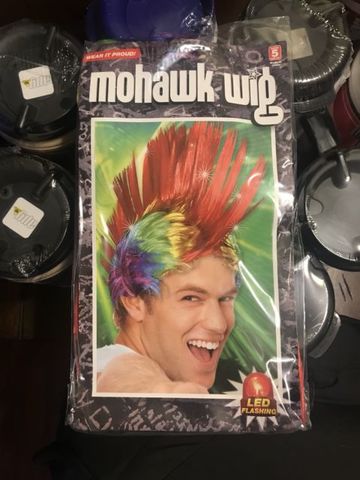 WEAR IT PROUD!
5
mohawk wig
LED
FLASHING